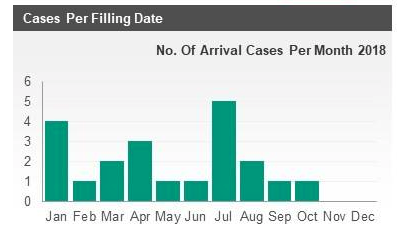 Cases Per Filling Date
No. Of Arrival Cases Per Month 2018
6
5
4
3
2
1
0
Jan Feb Mar Apr May Jun Jul Aug Sep Oct Nov Dec